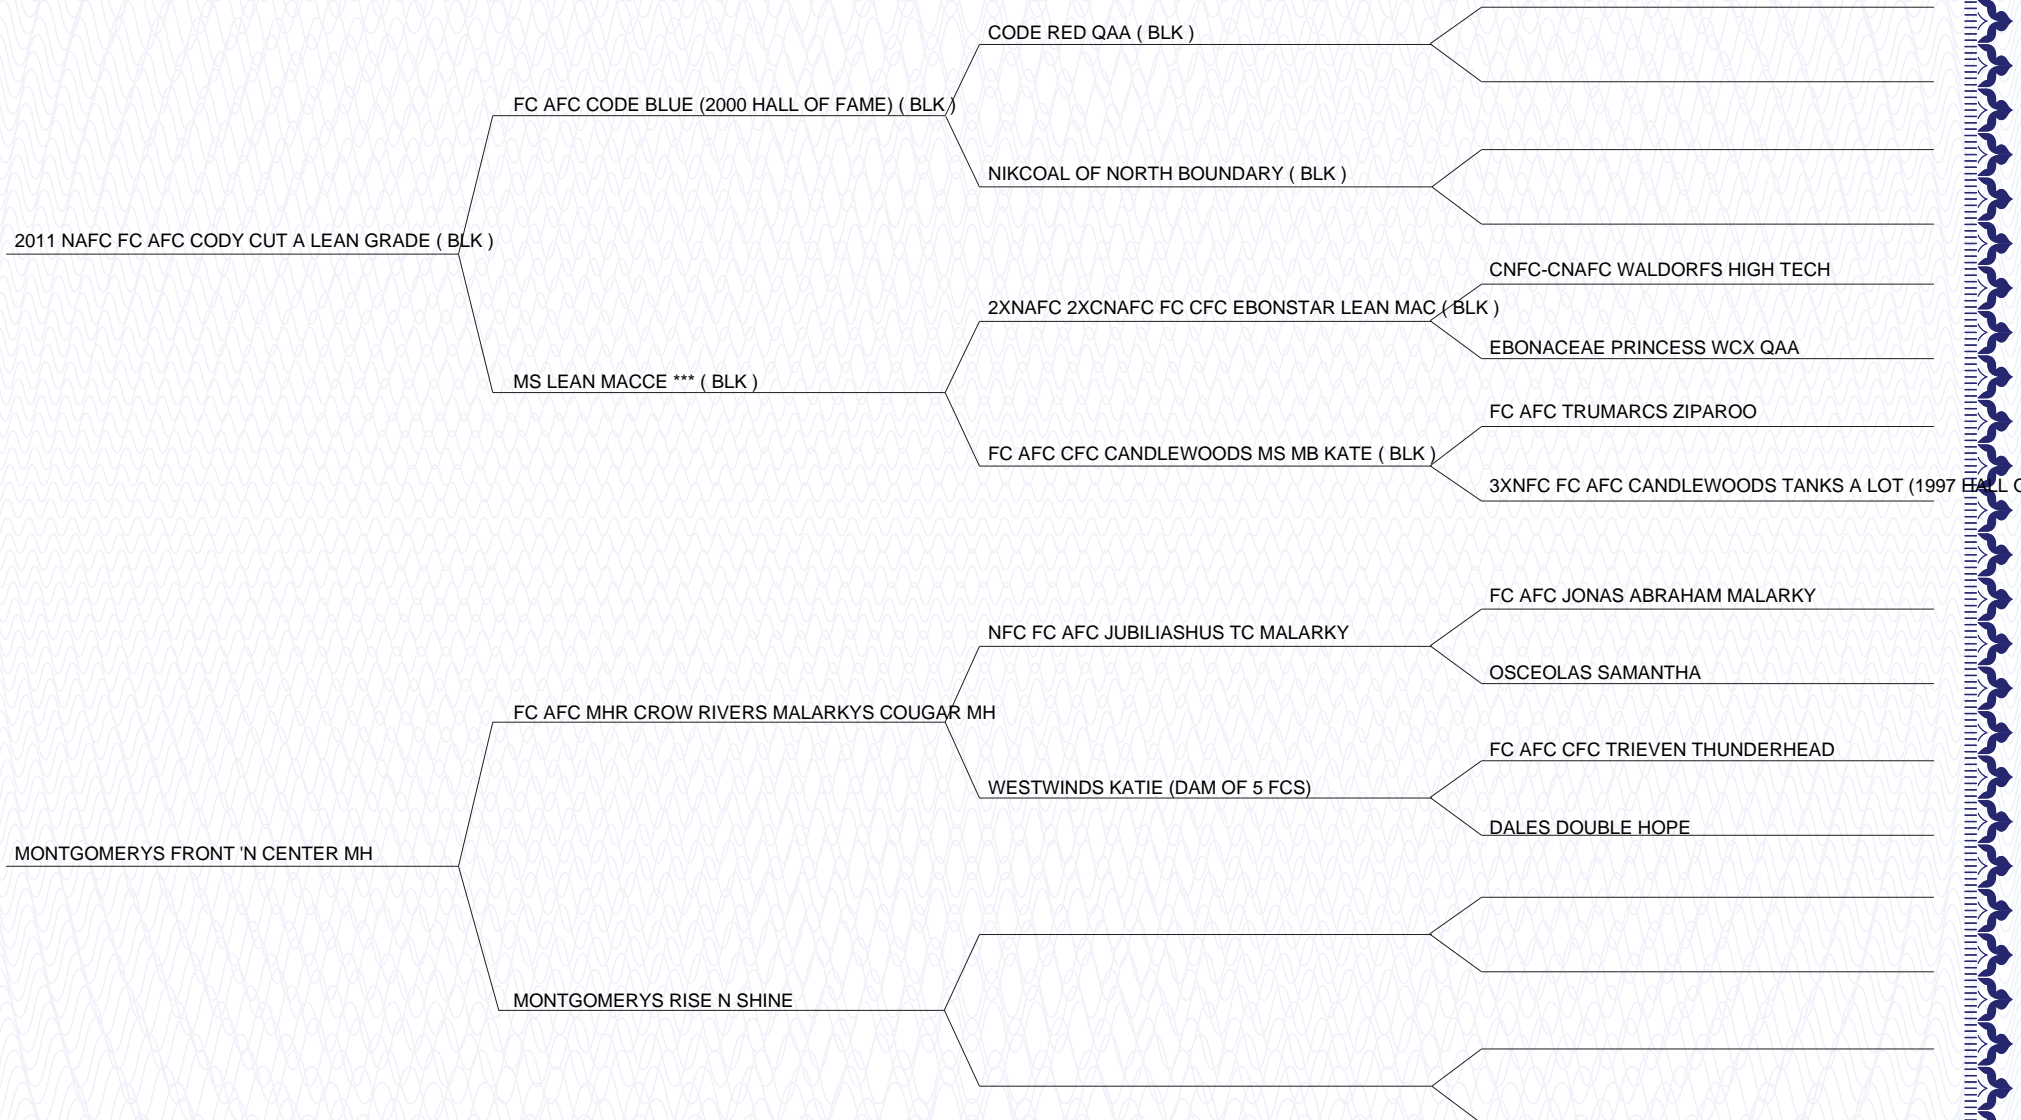 CODE RED QAA ( BLK )
FC AFC CODE BLUE (2000 HALL OF FAME) ( BLK )
NIKCOAL OF NORTH BOUNDARY ( BLK )
2011 NAFC FC AFC CODY CUT A LEAN GRADE ( BLK )
CNFC-CNAFC WALDORFS HIGH TECH
2XNAFC 2XCNAFC FC CFC EBONSTAR LEAN MAC ( BLK )
EBONACEAE PRINCESS WCX QAA
MS LEAN MACCE *** ( BLK )
FC AFC TRUMARCS ZIPAROO
FC AFC CFC CANDLEWOODS MS MB KATE ( BLK )
3XNFC FC AFC CANDLEWOODS TANKS A LOT (1997 HALL
FC AFC JONAS ABRAHAM MALARKY
NFC FC AFC JUBILIASHUS TC MALARKY
OSCEOLAS SAMANTHA
FC AFC MHR CROW RIVERS MALARKYS COUGAR MH
FC AFC CFC TRIEVEN THUNDERHEAD
WESTWINDS KATIE (DAM OF 5 FCS)
DALES DOUBLE HOPE
MONTGOMERYS FRONT 'N CENTER MH
MONTGOMERYS RISE N SHINE